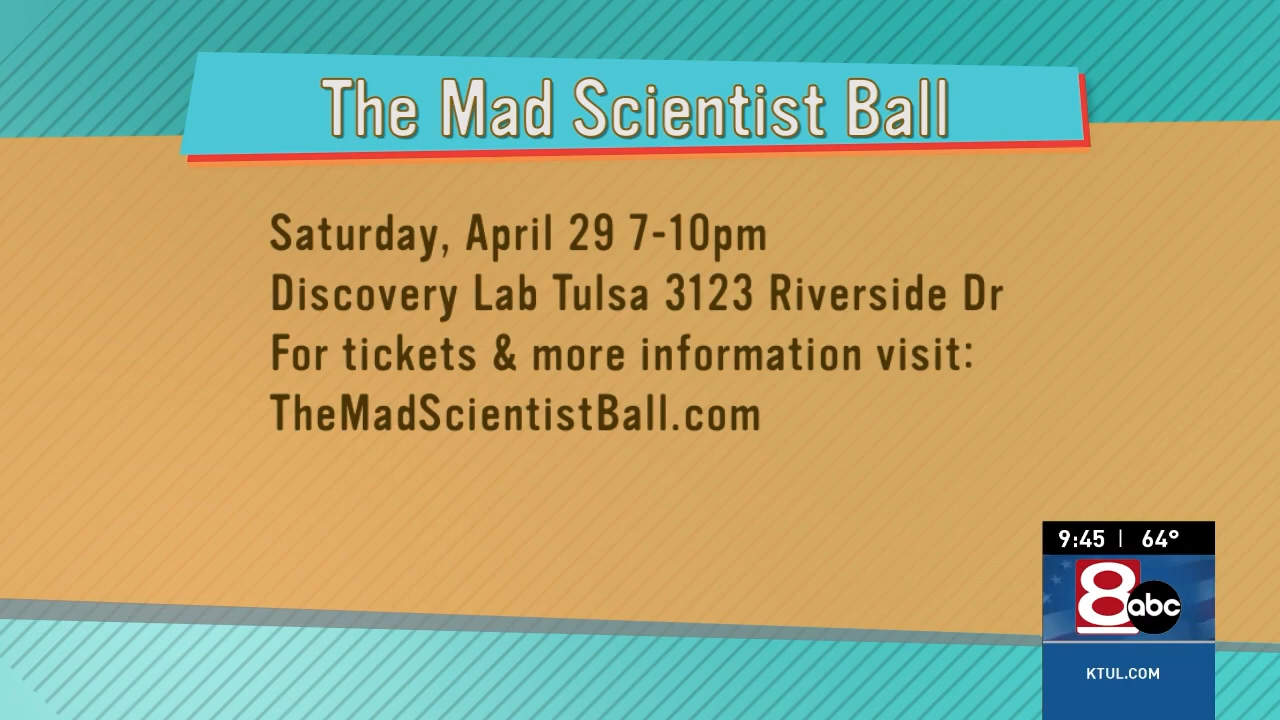 The Mad Scientist Ball
Saturday, April 29 7-10pm
Discovery Lab Tulsa 3123 Riverside Dr
For tickets & more information visit:
TheMadScientistBall.com
9:45 | 64°
8 abc
KTUL.COM